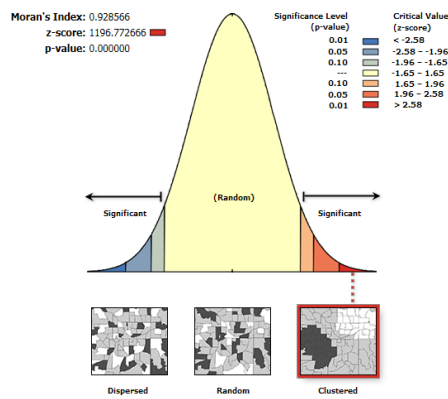 Moran's Index: 0.928566
z-score: 1196.772666
p-value: 0.000000
Significance Level
(p-value)
Critical Value
(z-score)
0.01 < -2.58
0.05 -2.58 – -1.96
0.10 -1.96 – -1.65
--- -1.65 – 1.65
0.10 1.65 – 1.96
0.05 1.96 – 2.58
0.01 > 2.58
Significant
(Random)
Significant
Dispersed
Random
Clustered